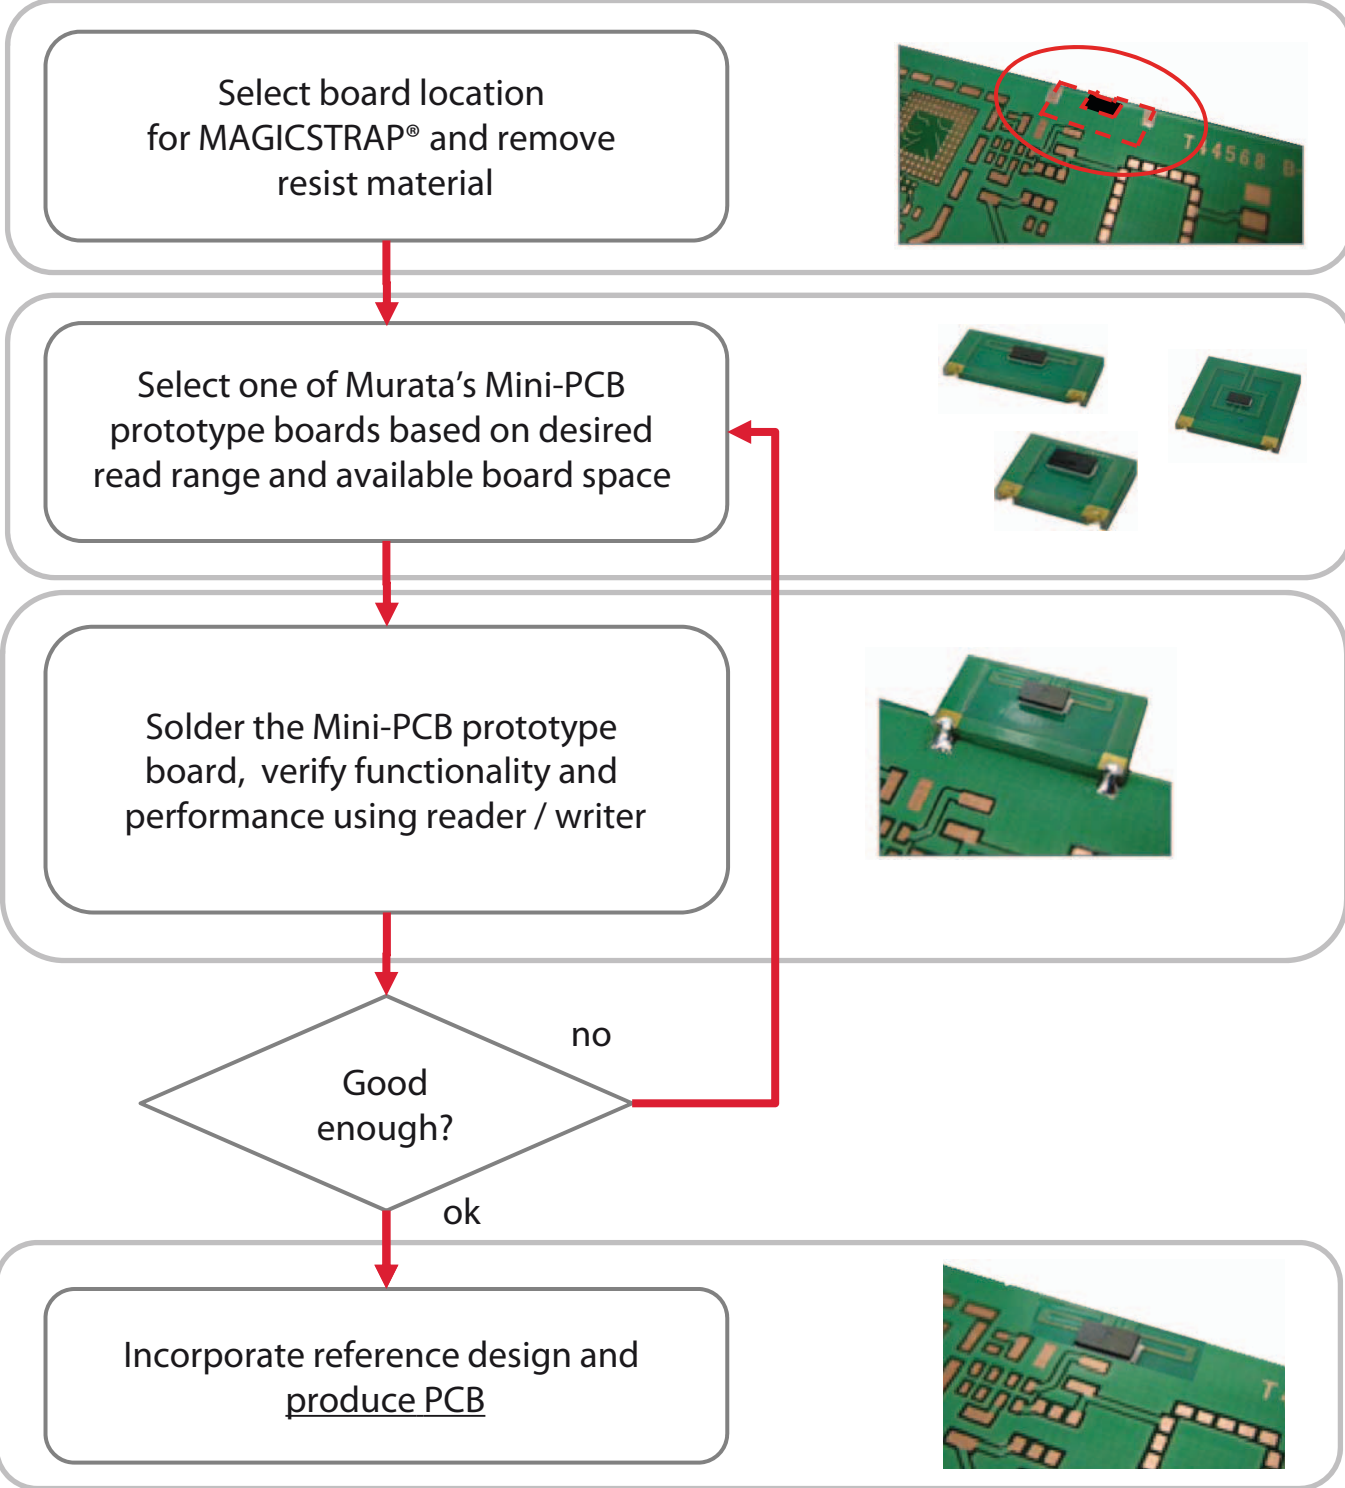 Select board location
for MAGICSTRAP® and remove
resist material
T44568 B
Select one of Murata's Mini-PCB
prototype boards based on desired
read range and available board space
Solder the Mini-PCB prototype
board, verify functionality and
performance using reader / writer
no
Good
enough?
ok
Incorporate reference design and
produce PCB
T